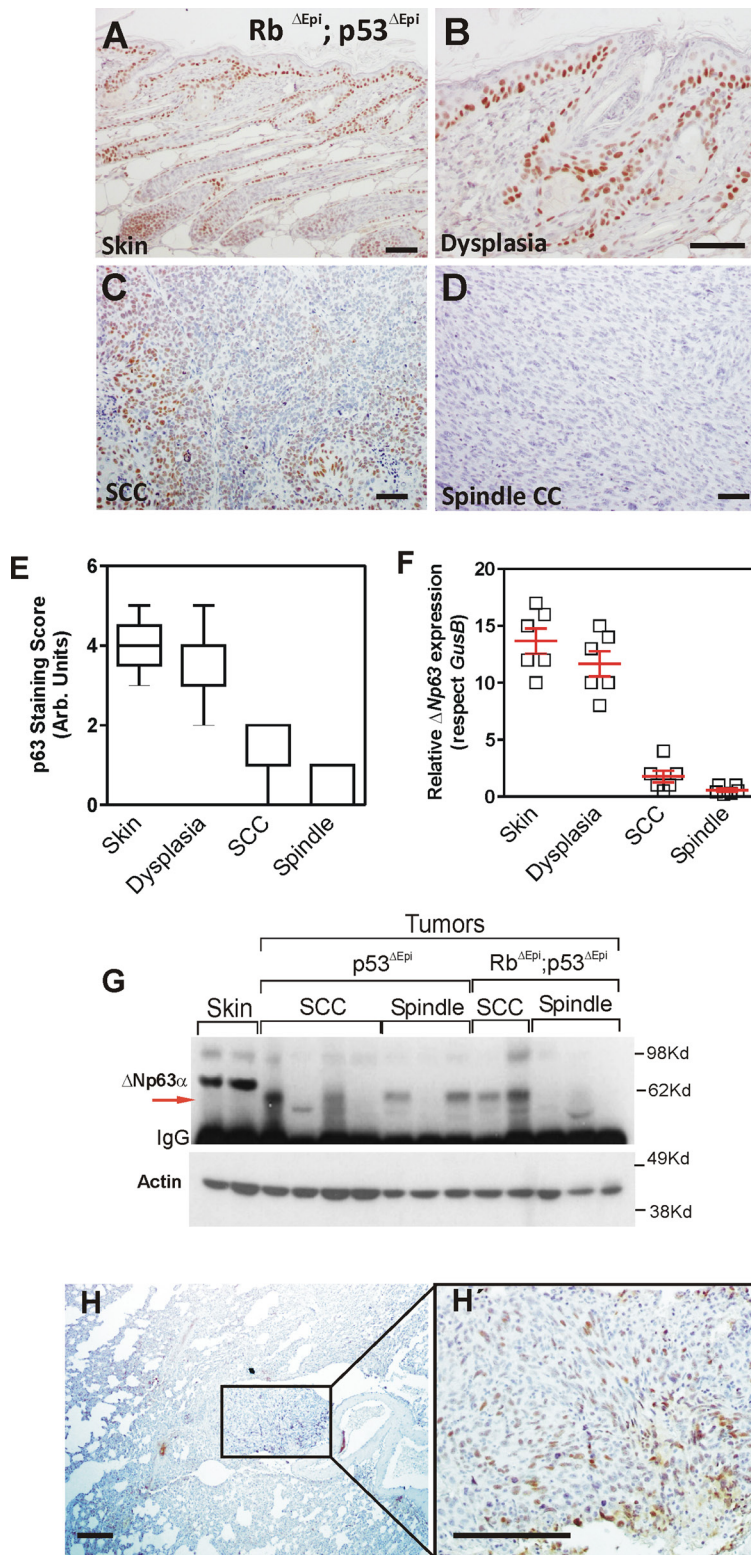 A
Rb ΔEpi; p53ΔEpi
Skin
B
Dysplasia
C
SCC
D
Spindle CC
E
p63 Staining Score
(Arb. Units)
6
4
2
0
Skin
Dysplasia
SCC
Spindle
F
Relative ΔNp63 expression
(respect GusB)
20
15
10
5
0
Skin
Dysplasia
SCC
Spindle
G
Tumors
p53ΔEpi
RbΔEpi;p53ΔEpi
Skin
SCC
Spindle
SCC
Spindle
ΔNp63α
IgG
98Kd
62Kd
49Kd
Actin
38Kd
H
H´